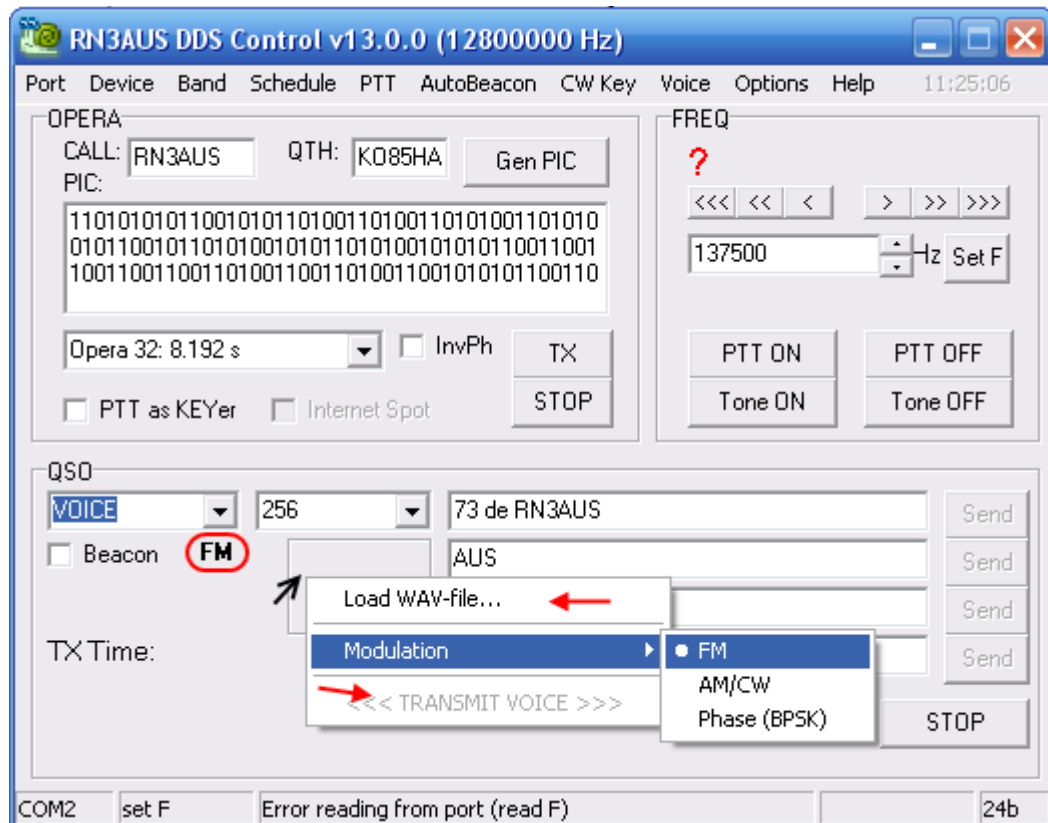 RN3AUS DDS Control v13.0.0 (12800000 Hz)
Port Device Band Schedule PTT AutoBeacon CW Key Voice Options Help 11:25:06
OPERA
CALL: RN3AUS QTH: KO85HA Gen PIC
PIC:
1101010101100101011010011010011010100110101
0101100101101010010101101010010101011001100
1100110011001101001100110100110010101011001 10
Opera 32: 8.192 s
InvPh
TX
PTT as KEYer
Internet Spot
STOP
FREQ
?
<<< << < > >> >>>
137500 Hz Set F
PTT ON PTT OFF
Tone ON Tone OFF
QSO
VOICE 256 73 de RN3AUS Send
Beacon FM AUS Send
Load WAV-file... Send
TX Time: Modulation FM Send
AM/CW
<<< TRANSMIT VOICE >>>
Phase (BPSK)
STOP
COM2 set F Error reading from port (read F) 24b